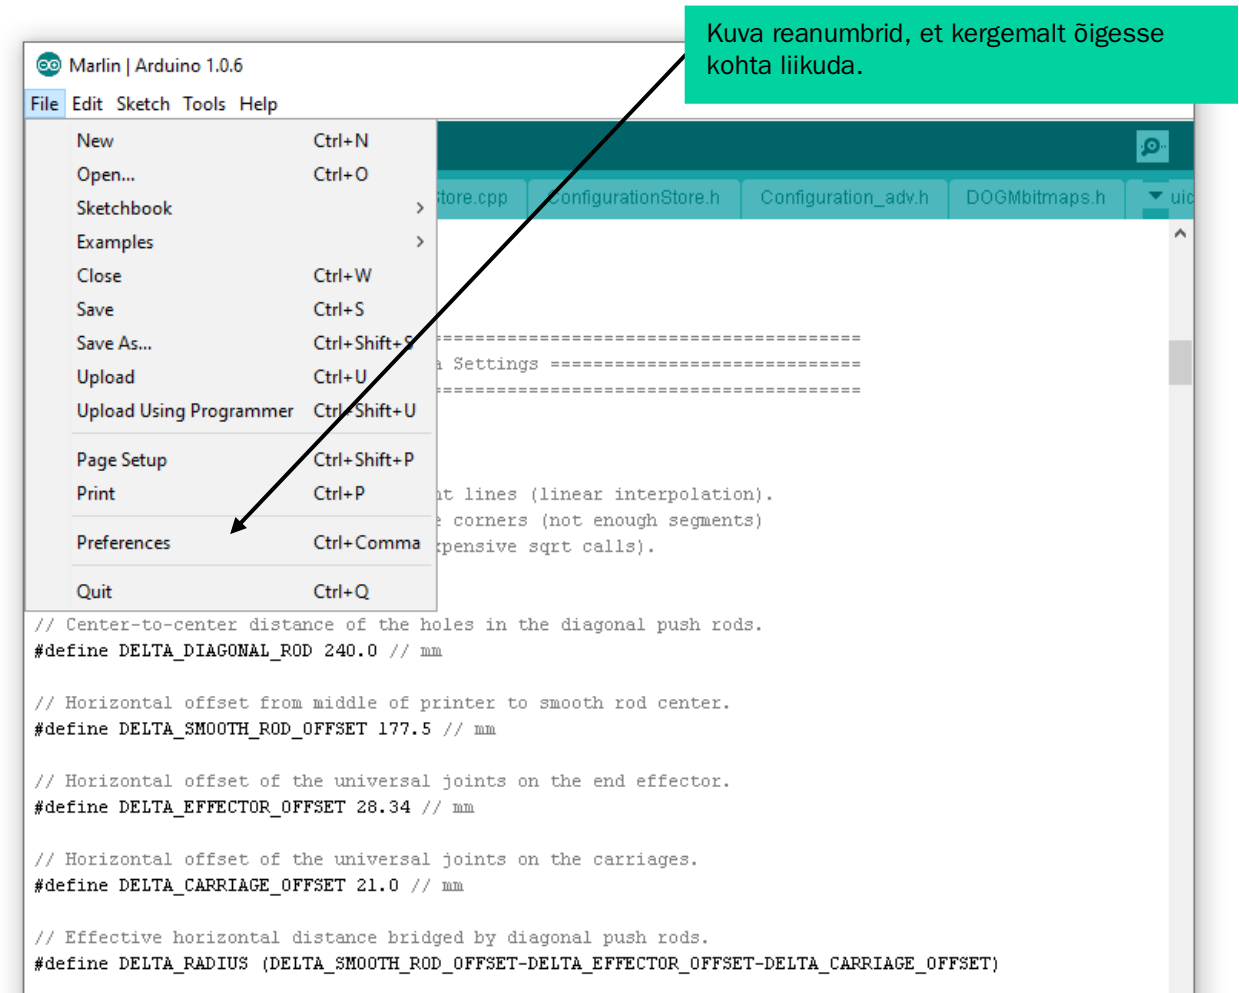 Kuva reanumbrid, et kergemalt õigesse
kohta liikuda.
Marlin | Arduino 1.0.6
File Edit Sketch Tools Help
New Ctrl+N
Open... Ctrl+O
Sketchbook >
Examples >
Close Ctrl+W
Save Ctrl+S
Save As... Ctrl+Shift+S
Upload Ctrl+U
Upload Using Programmer Ctrl+Shift+U
Page Setup Ctrl+Shift+P
Print Ctrl+P
Preferences Ctrl+Comma
Quit Ctrl+Q
tore.cpp ConfigurationStore.h Configuration_adv.h DOGMbitmaps.h uic
==================================================
a Settings ====================================
==================================================
nt lines (linear interpolation).
e corners (not enough segments)
xpensive sqrt calls).
// Center-to-center distance of the holes in the diagonal push rods.
#define DELTA_DIAGONAL_ROD 240.0 // mm
// Horizontal offset from middle of printer to smooth rod center.
#define DELTA_SMOOTH_ROD_OFFSET 177.5 // mm
// Horizontal offset of the universal joints on the end effector.
#define DELTA_EFFECTOR_OFFSET 28.34 // mm
// Horizontal offset of the universal joints on the carriages.
#define DELTA_CARRIAGE_OFFSET 21.0 // mm
// Effective horizontal distance bridged by diagonal push rods.
#define DELTA_RADIUS (DELTA_SMOOTH_ROD_OFFSET-DELTA_EFFECTOR_OFFSET-DELTA_CARRIAGE_OFFSET)